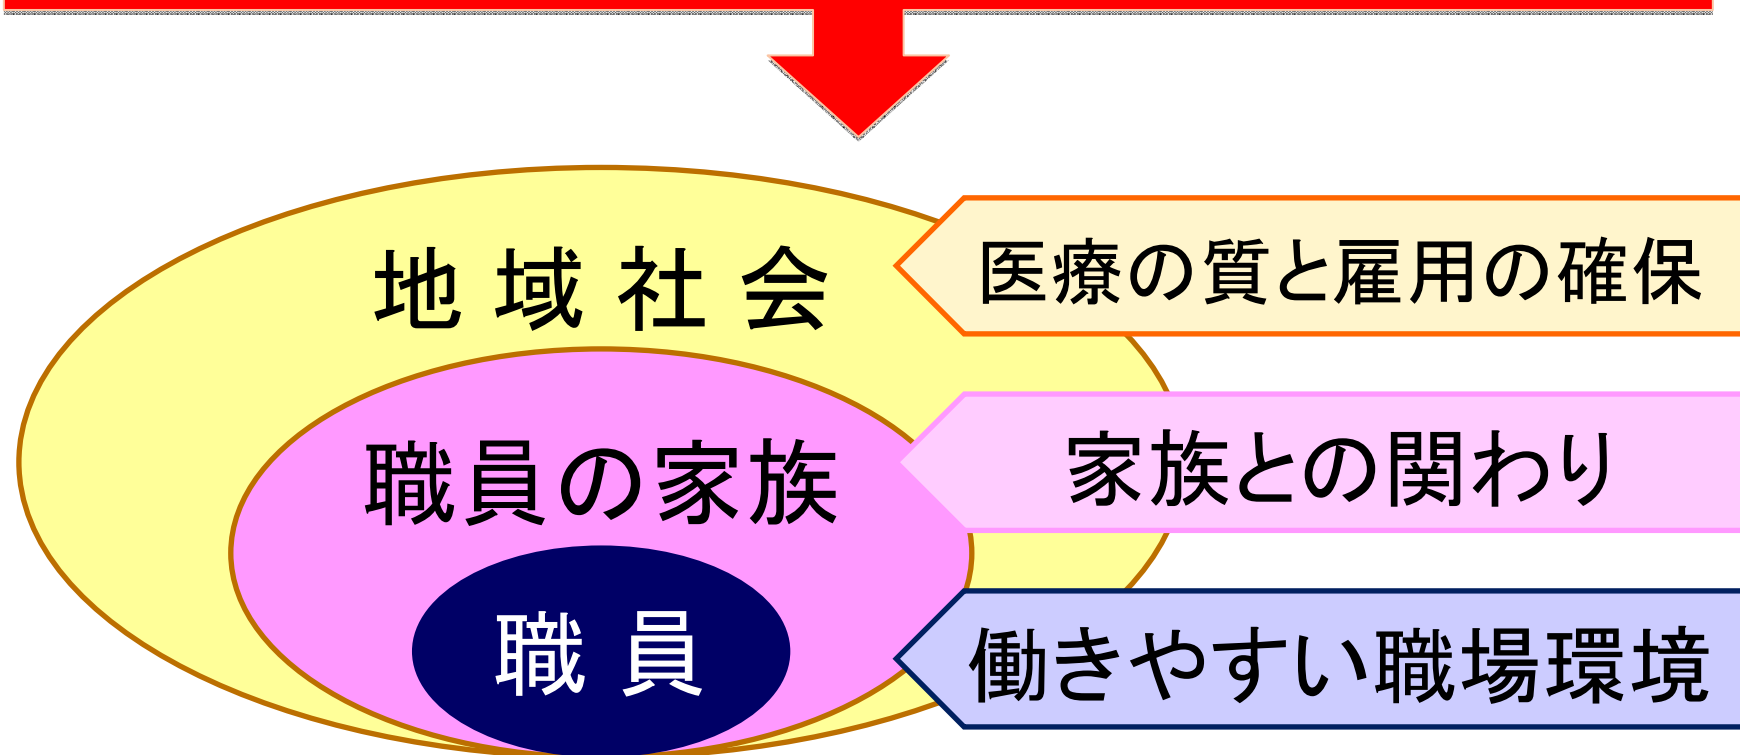 地域社会
医療の質と雇用の確保
職員の家族
家族との関わり
職員
働きやすい職場環境